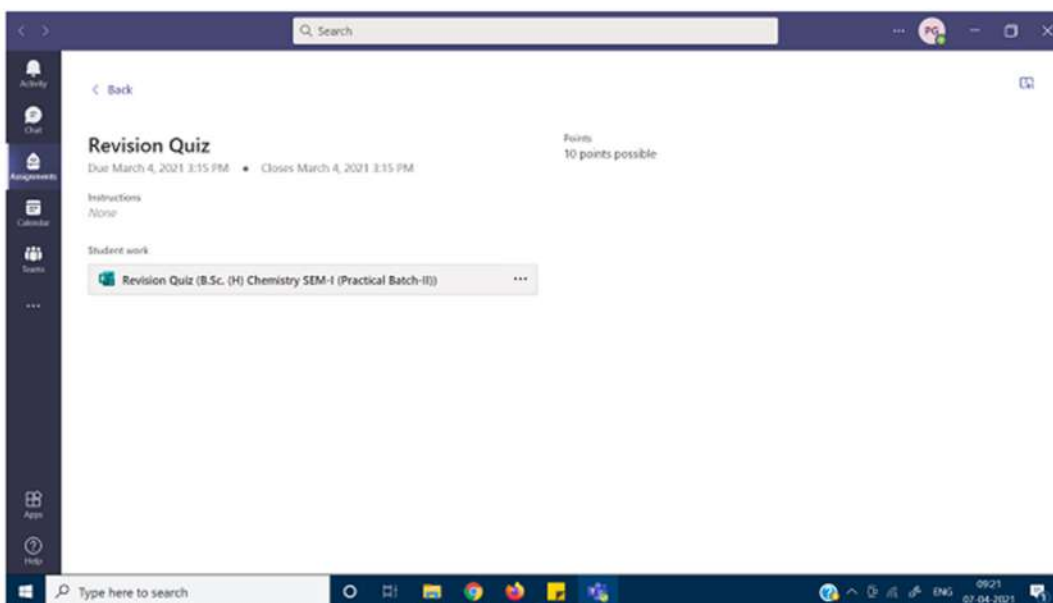 Search
PG
Activity
Back
Chat
Revision Quiz
Points
10 points possible
Due March 4, 2021 3:15 PM • Closes March 4, 2021 3:15 PM
Assignments
Instructions
None
Calendar
Student work
Teams
Revision Quiz (B.Sc. (H) Chemistry SEM-I (Practical Batch-II))
Apps
Help
Type here to search
ENG
09:21
07-04-2021